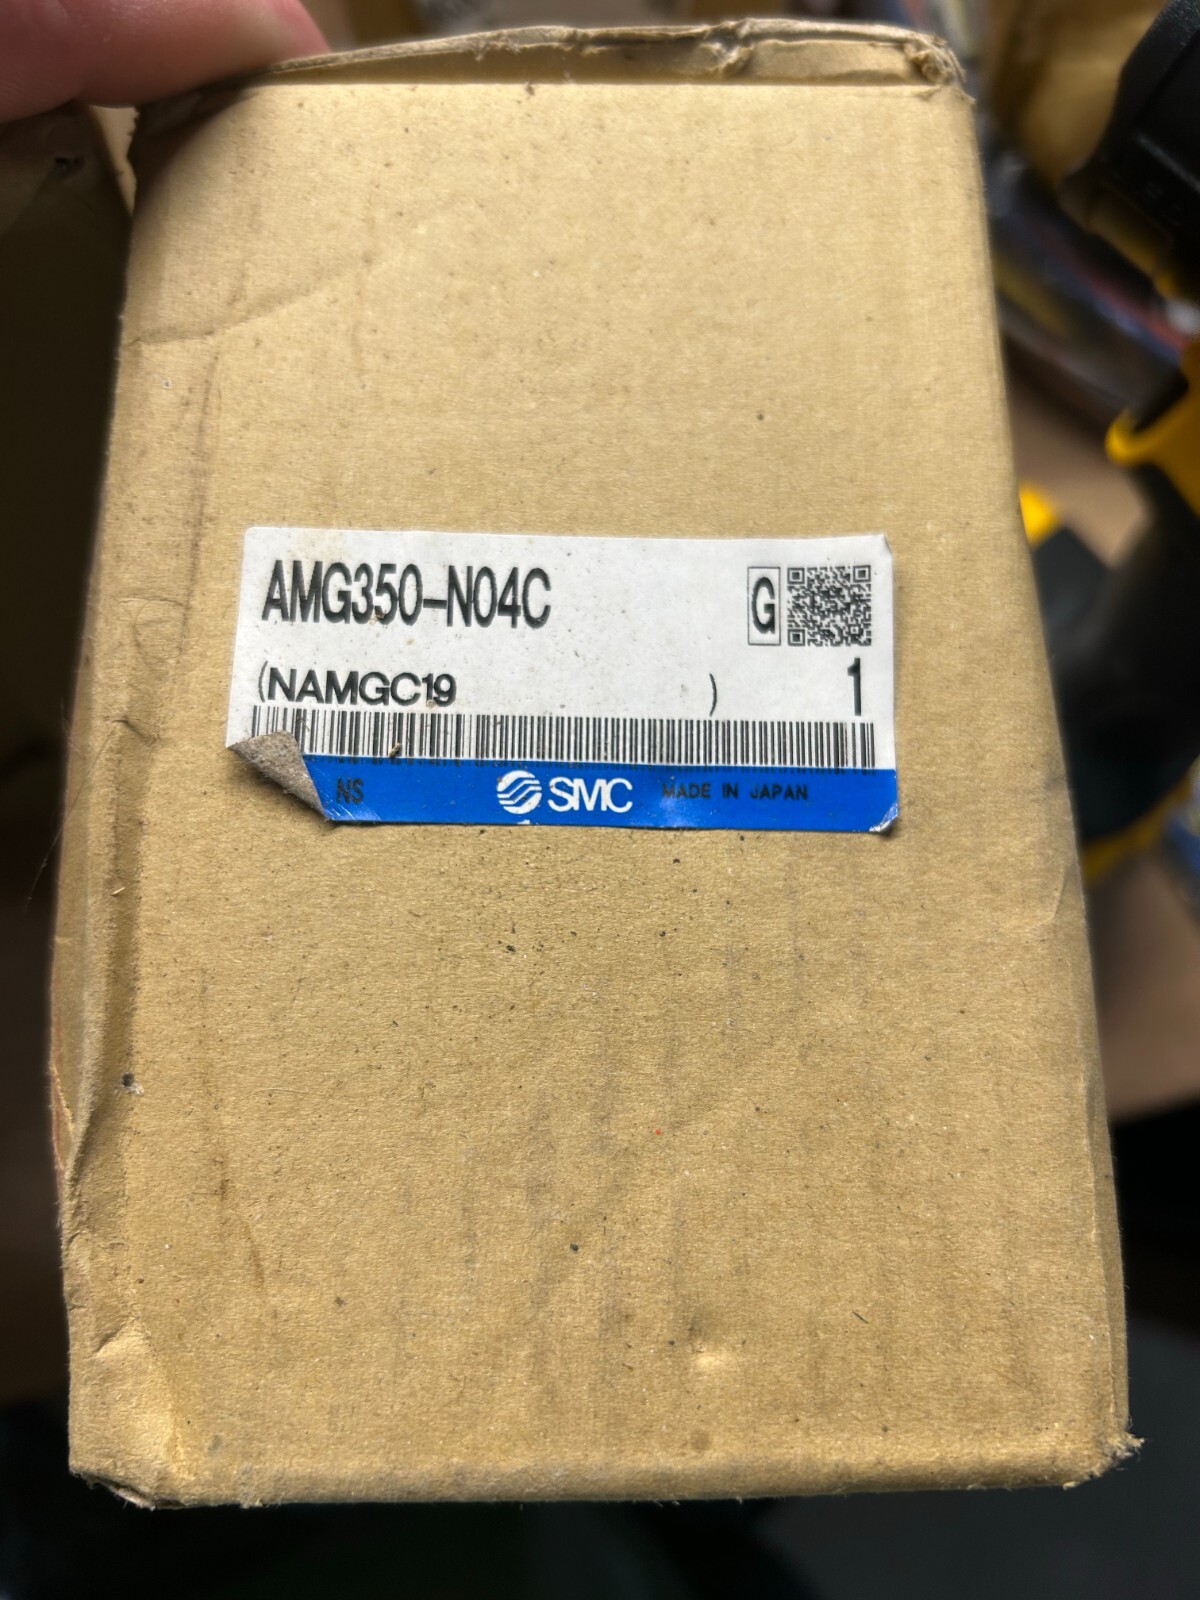 AMG350-N04C
G
(NAMGC19 ) 1
NS SMC MADE IN JAPAN